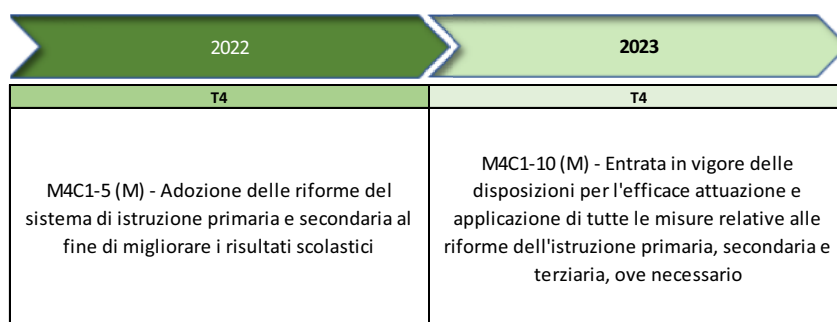 2022
2023
T4
T4
M4C1-5 (M) - Adozione delle riforme del
sistema di istruzione primaria e secondaria al
fine di migliorare i risultati scolastici
M4C1-10 (M) - Entrata in vigore delle
disposizioni per l'efficace attuazione e
applicazione di tutte le misure relative alle
riforme dell'istruzione primaria, secondaria e
terziaria, ove necessario